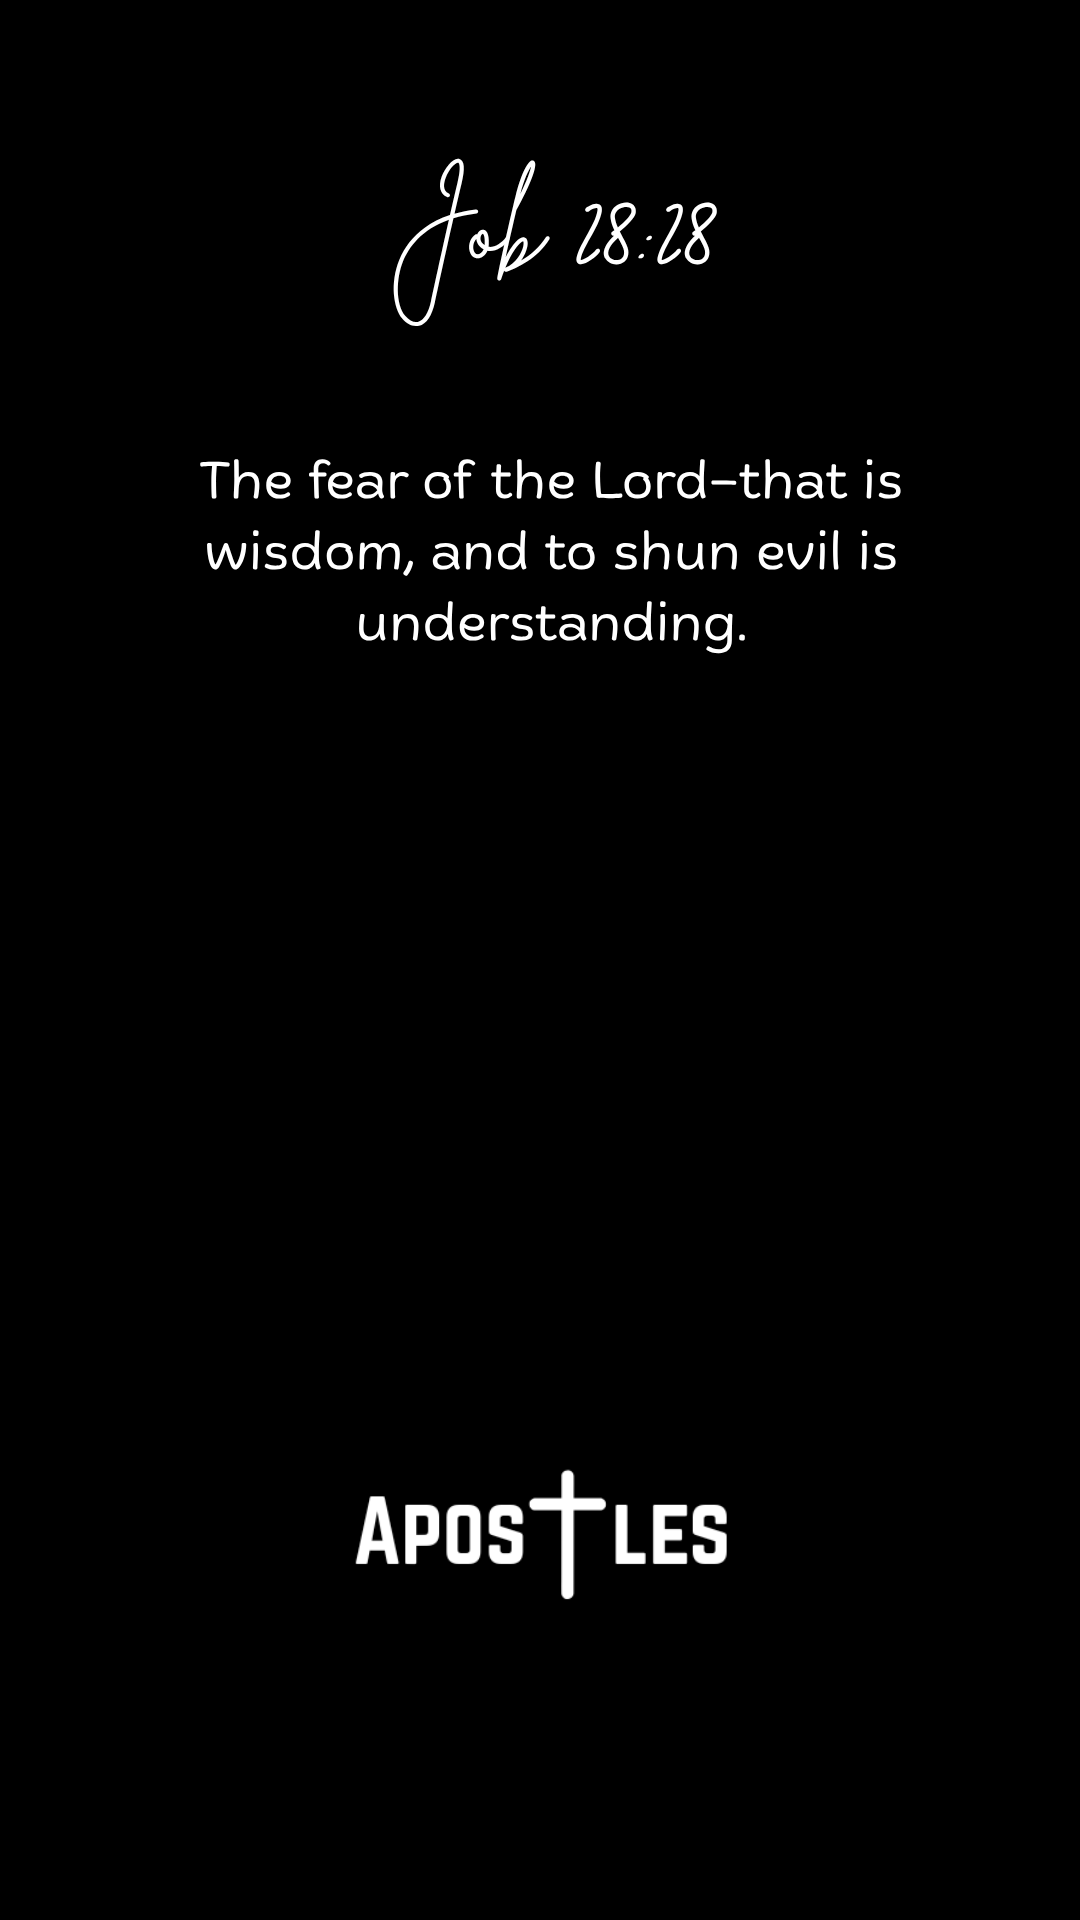 Job 28:28
The fear of the Lord–that is
wisdom, and to shun evil is
understanding.
Apostles